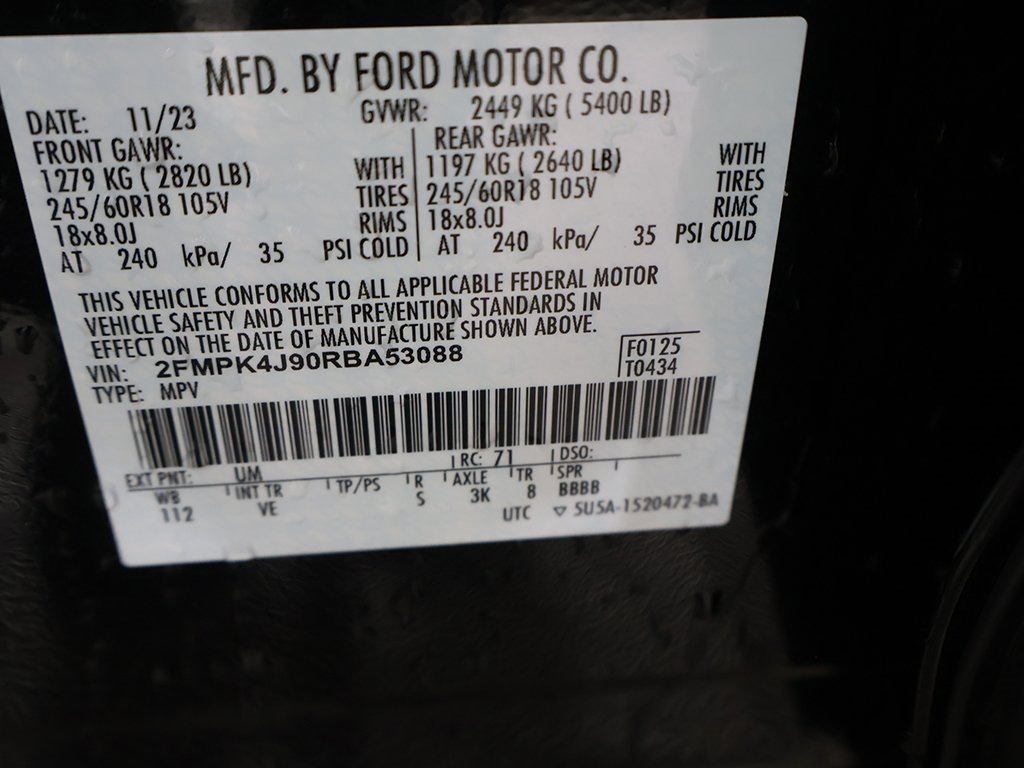 MFD. BY FORD MOTOR CO.
DATE: 11/23 GVWR: 2449 KG ( 5400 LB)
FRONT GAWR: REAR GAWR:
1279 KG ( 2820 LB) WITH 1197 KG ( 2640 LB) WITH
245/60R18 105V TIRES 245/60R18 105V TIRES
18x8.0J RIMS 18x8.0J RIMS
AT 240 kPa/ 35 PSI COLD AT 240 kPa/ 35 PSI COLD
THIS VEHICLE CONFORMS TO ALL APPLICABLE FEDERAL MOTOR
VEHICLE SAFETY AND THEFT PREVENTION STANDARDS IN
EFFECT ON THE DATE OF MANUFACTURE SHOWN ABOVE.
VIN: 2FMPK4J90RBA53088 F0125
TYPE: MPV T0434
EXT PNT: UM RC: 71 DSO:
WB INT TR TP/PS R AXLE TR SPR
112 VE S 3K 8 BBBB
UTC ▽ 5U5A-1520472-BA